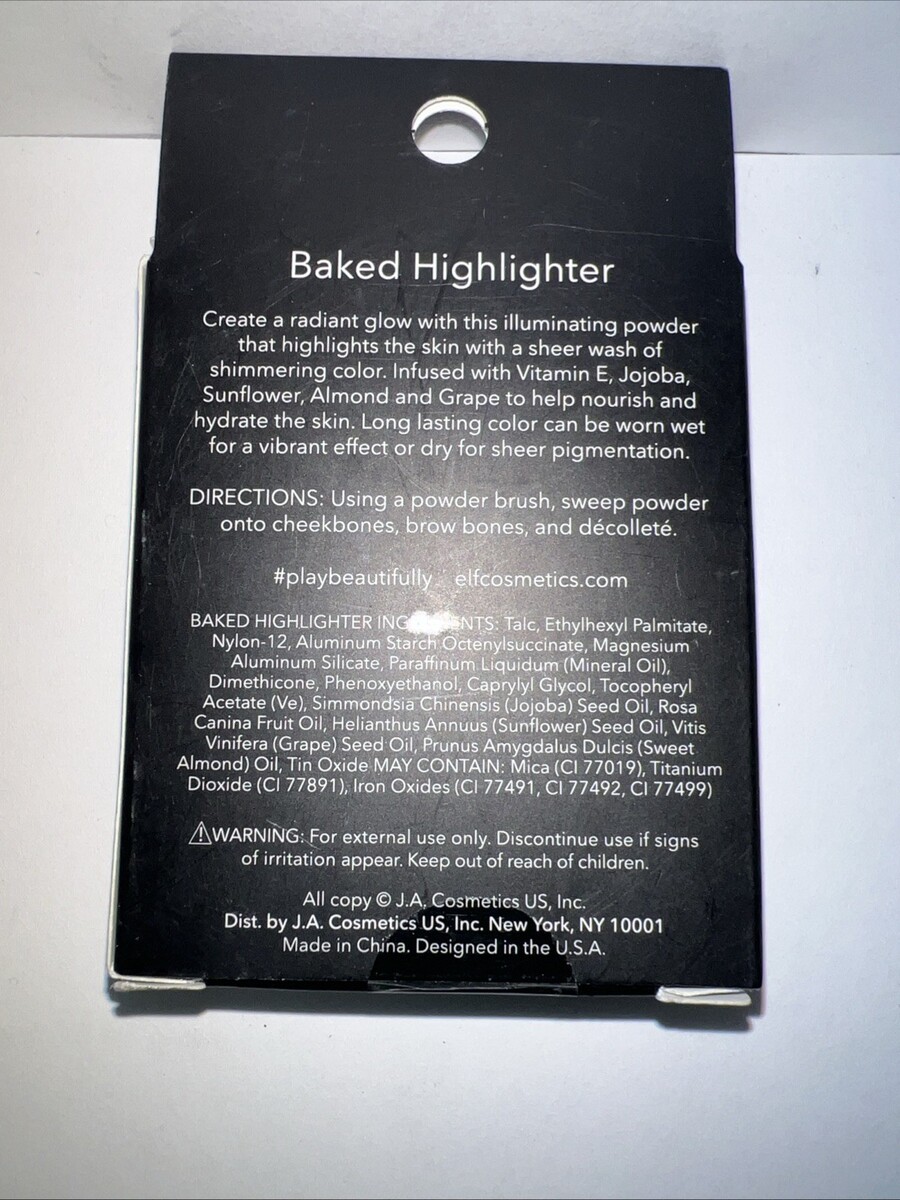 Baked Highlighter
Create a radiant glow with this illuminating powder
that highlights the skin with a sheer wash of
shimmering color. Infused with Vitamin E, Jojoba,
Sunflower, Almond and Grape to help nourish and
hydrate the skin. Long lasting color can be worn wet
for a vibrant effect or dry for sheer pigmentation.
DIRECTIONS: Using a powder brush, sweep powder
onto cheekbones, brow bones, and décolleté.
#playbeautifully elfcosmetics.com
BAKED HIGHLIGHTER Talc, Ethylhexyl Palmitate,
Nylon-12, Aluminum Starch Octenylsuccinate, Magnesium
Aluminum Silicate, Paraffinum Liquidum (Mineral Oil),
Dimethicone, Phenoxyethanol, Caprylyl Glycol, Tocopheryl
Acetate (Ve), Simmondsia Chinensis (Jojoba) Seed Oil, Rosa
Canina Fruit Oil, Helianthus Annuus (Sunflower) Seed Oil, Vitis
Vinifera (Grape) Seed Oil, Prunus Amygdalus Dulcis (Sweet
Almond) Oil, Tin Oxide MAY CONTAIN: Mica (CI 77019), Titanium
Dioxide (CI 77891), Iron Oxides (CI 77491, CI 77492, CI 77499)
⚠WARNING: For external use only. Discontinue use if signs
of irritation appear. Keep out of reach of children.
All copy © J.A. Cosmetics US, Inc.
Dist. by J.A. Cosmetics US, Inc. New York, NY 10001
Made in China. Designed in the U.S.A.